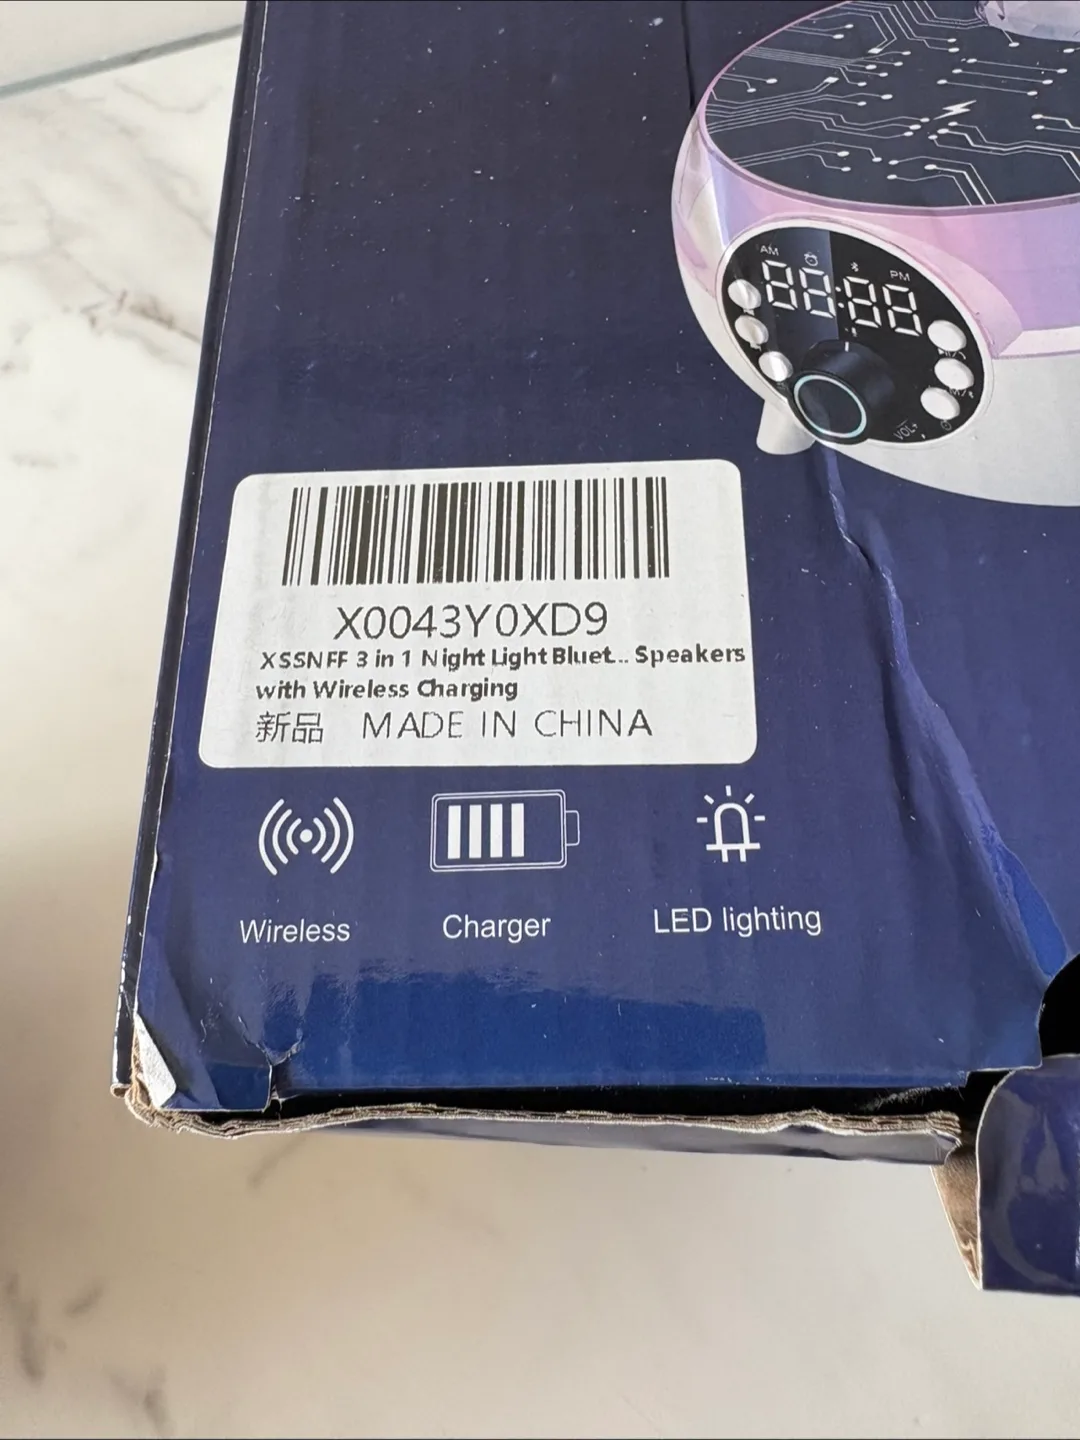 AM PM
88:88
VOL+
X0043Y0XD9
XSSNFF 3 in 1 Night Light Bluet... Speakers
with Wireless Charging
新品 MADE IN CHINA
Wireless Charger LED lighting